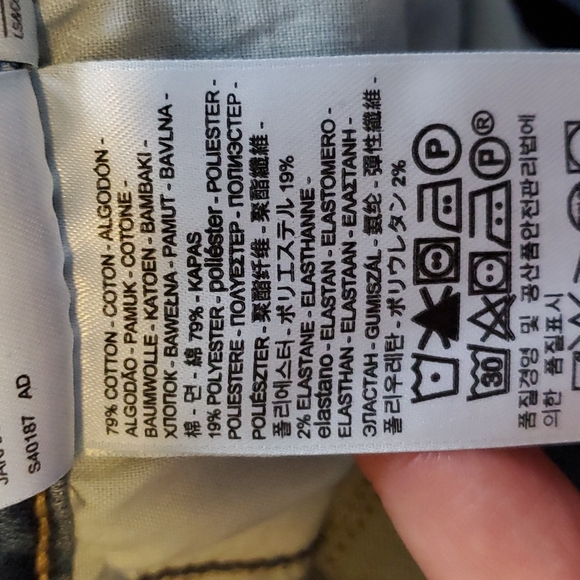 79% COTTON - COTON - ALGODÓN -
ALGODÃO - PAMUK - COTONE -
BAUMWOLLE - KATOEN - BAMBAKI -
ХЛОПОК - BAWEŁNA - PAMUT - BAVLNA -
棉 - 면 - 綿 79% - KAPAS
19% POLYESTER - poliéster - POLYESTER -
POLIESTERE - ΠΟΛΥΕΣΤΕΡ - ПОЛИЭСТЕР -
POLIÉSZTER - 聚酯纤维 - 聚酯纖維 -
폴리에스터 - ポリエステル 19%
2% ELASTANE - ELASTHANNE -
elastano - ELASTAN - ELASTOMERO -
ELASTHAN - ELASTAAN - ΕΛΑΣΤΑΝΗ -
ЭЛАСТАН - GUMISZÁL - 氨纶 - 彈性纖維 -
폴리우레탄 - ポリウレタン 2%
P
30 P ®
품질경영 및 공산품안전관리법에
의한 품질표시
S40187 AD